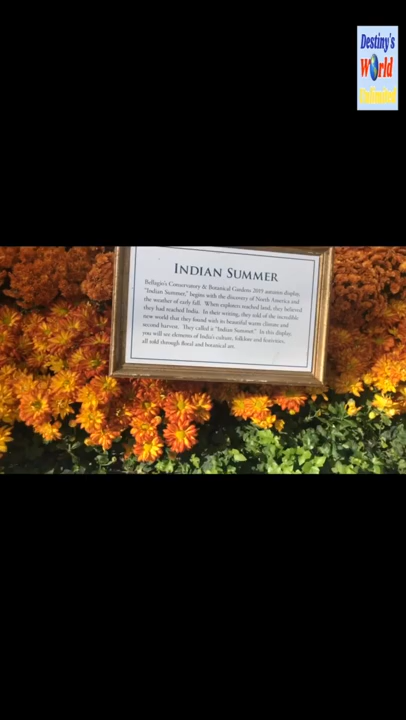 Destiny's
World
Unlimited
INDIAN SUMMER
Bellagio's Conservatory & Botanical Gardens 2019 autumn display,
"Indian Summer," begins with the discovery of North America and
the weather of early fall. When explorers reached land, they believed
they had reached India. In their writing, they told of the incredible
new world that they found with its beautiful warm climate and
second harvest. They called it "Indian Summer." In this display
you will see elements of India's culture, folklore and festivities,
all told through floral and botanical art.